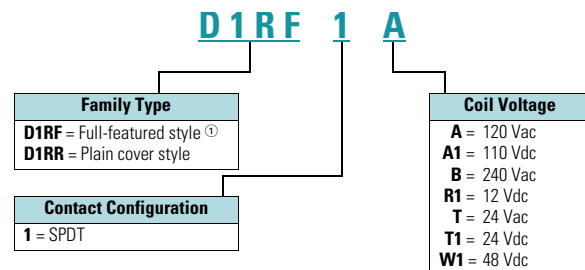 D1RF 1 A
Family Type
D1RF = Full-featured style ①
D1RR = Plain cover style
Contact Configuration
1 = SPDT
Coil Voltage
A = 120 Vac
A1 = 110 Vdc
B = 240 Vac
R1 = 12 Vdc
T = 24 Vac
T1 = 24 Vdc
W1 = 48 Vdc